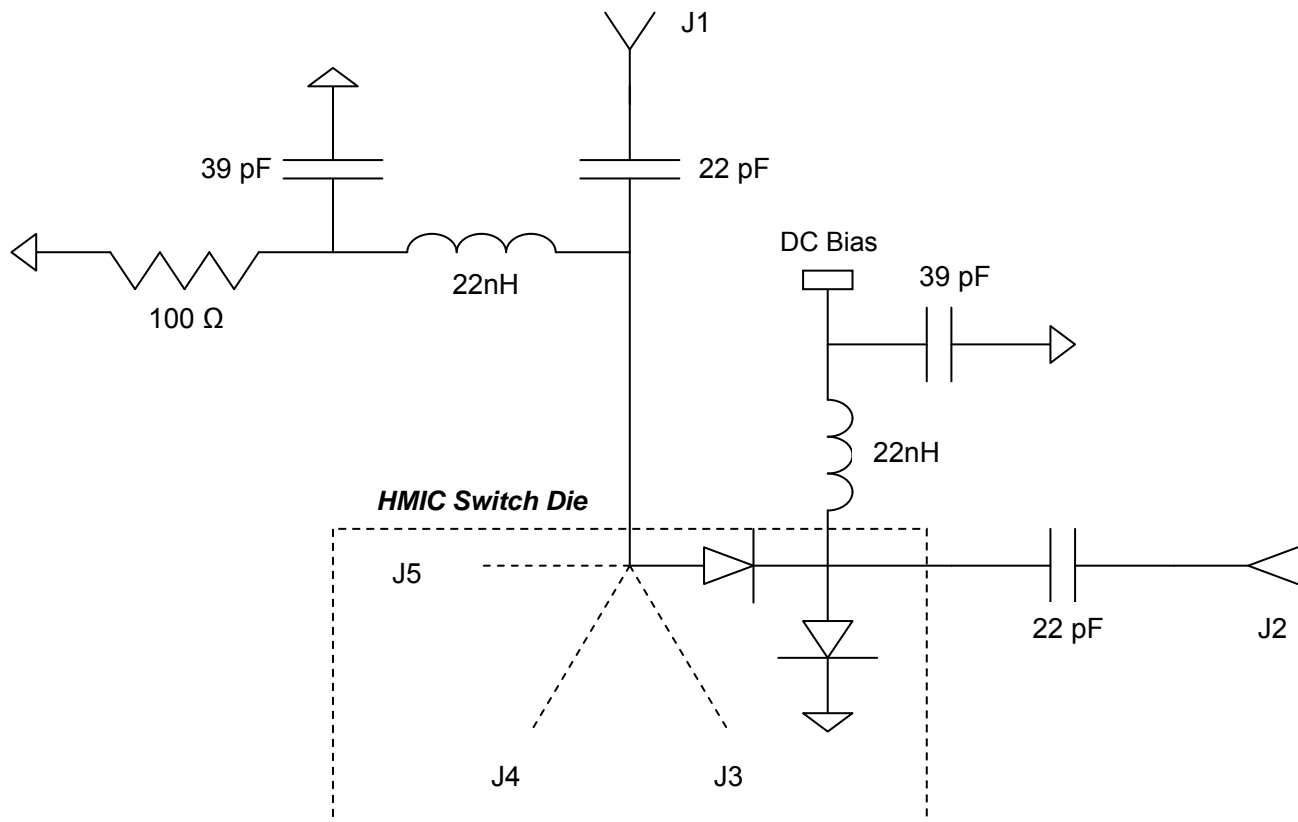 J1
39 pF
22 pF
22nH
100 Ω
DC Bias
39 pF
22nH
HMIC Switch Die
J5
22 pF
J2
J4
J3